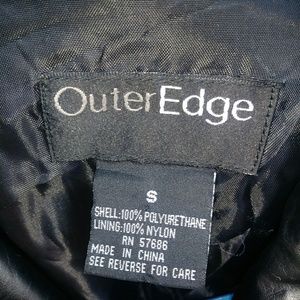 OuterEdge
S
SHELL:100% POLYURETHANE
LINING:100% NYLON
RN 57686
MADE IN
CHINA
SEE REVERSE FOR CARE